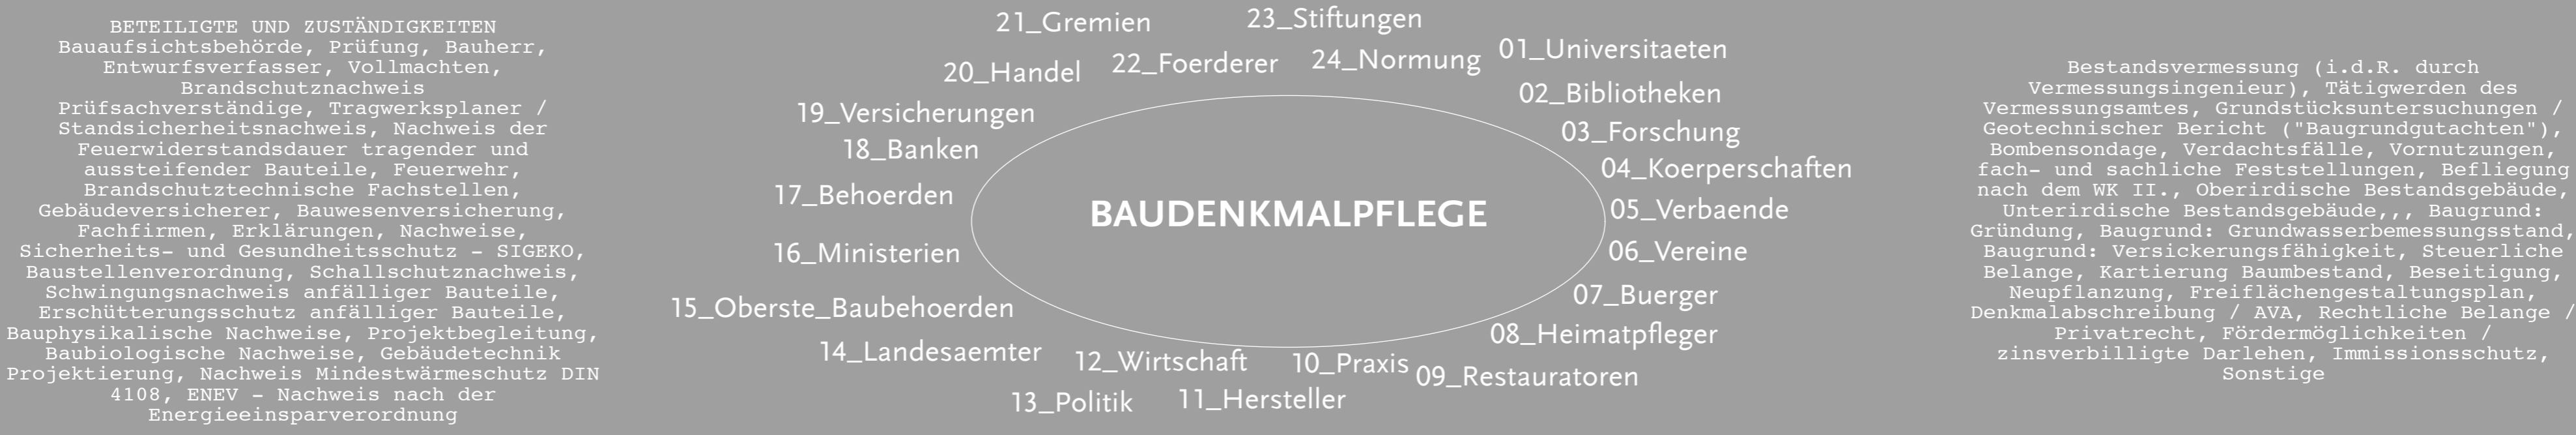 BETEILIGTE UND ZUSTÄNDIGKEITEN
Bauaufsichtsbehörde, Prüfung, Bauherr,
Entwurfsverfasser, Vollmachten,
Brandschutznachweis
Prüfsachverständige, Tragwerksplaner /
Standsicherheitsnachweis, Nachweis der
Feuerwiderstandsdauer tragender und
aussteifender Bauteile, Feuerwehr,
Brandschutztechnische Fachstellen,
Gebäudeversicherer, Bauwesenversicherung,
Fachfirmen, Erklärungen, Nachweise,
Sicherheits- und Gesundheitsschutz - SIGEKO,
Baustellenverordnung, Schallschutznachweis,
Schwingungsnachweis anfälliger Bauteile,
Erschütterungsschutz anfälliger Bauteile,
Bauphysikalische Nachweise, Projektbegleitung,
Baubiologische Nachweise, Gebäudetechnik
Projektierung, Nachweis Mindestwärmeschutz DIN
4108, ENEV - Nachweis nach der
Energieeinsparverordnung
BAUDENKMALPFLEGE
01_Universitaeten
02_Bibliotheken
03_Forschung
04_Koerperschaften
05_Verbaende
06_Vereine
07_Buerger
08_Heimatpfleger
09_Restauratoren
10_Praxis
11_Hersteller
12_Wirtschaft
13_Politik
14_Landesaemter
15_Oberste_Baubehoerden
16_Ministerien
17_Behoerden
18_Banken
19_Versicherungen
20_Handel
21_Gremien
22_Foerderer
23_Stiftungen
24_Normung
Bestandsvermessung (i.d.R. durch
Vermessungsingenieur), Tätigwerden des
Vermessungsamtes, Grundstücksuntersuchungen /
Geotechnischer Bericht ("Baugrundgutachten"),
Bombensondage, Verdachtsfälle, Vornutzungen,
fach- und sachliche Feststellungen, Befliegung
nach dem WK II., Oberirdische Bestandsgebäude,
Unterirdische Bestandsgebäude,,, Baugrund:
Gründung, Baugrund: Grundwasserbemessungsstand,
Baugrund: Versickerungsfähigkeit, Steuerliche
Belange, Kartierung Baumbestand, Beseitigung,
Neupflanzung, Freiflächengestaltungsplan,
Denkmalabschreibung / AVA, Rechtliche Belange /
Privatrecht, Fördermöglichkeiten /
zinsverbilligte Darlehen, Immissionsschutz,
Sonstige